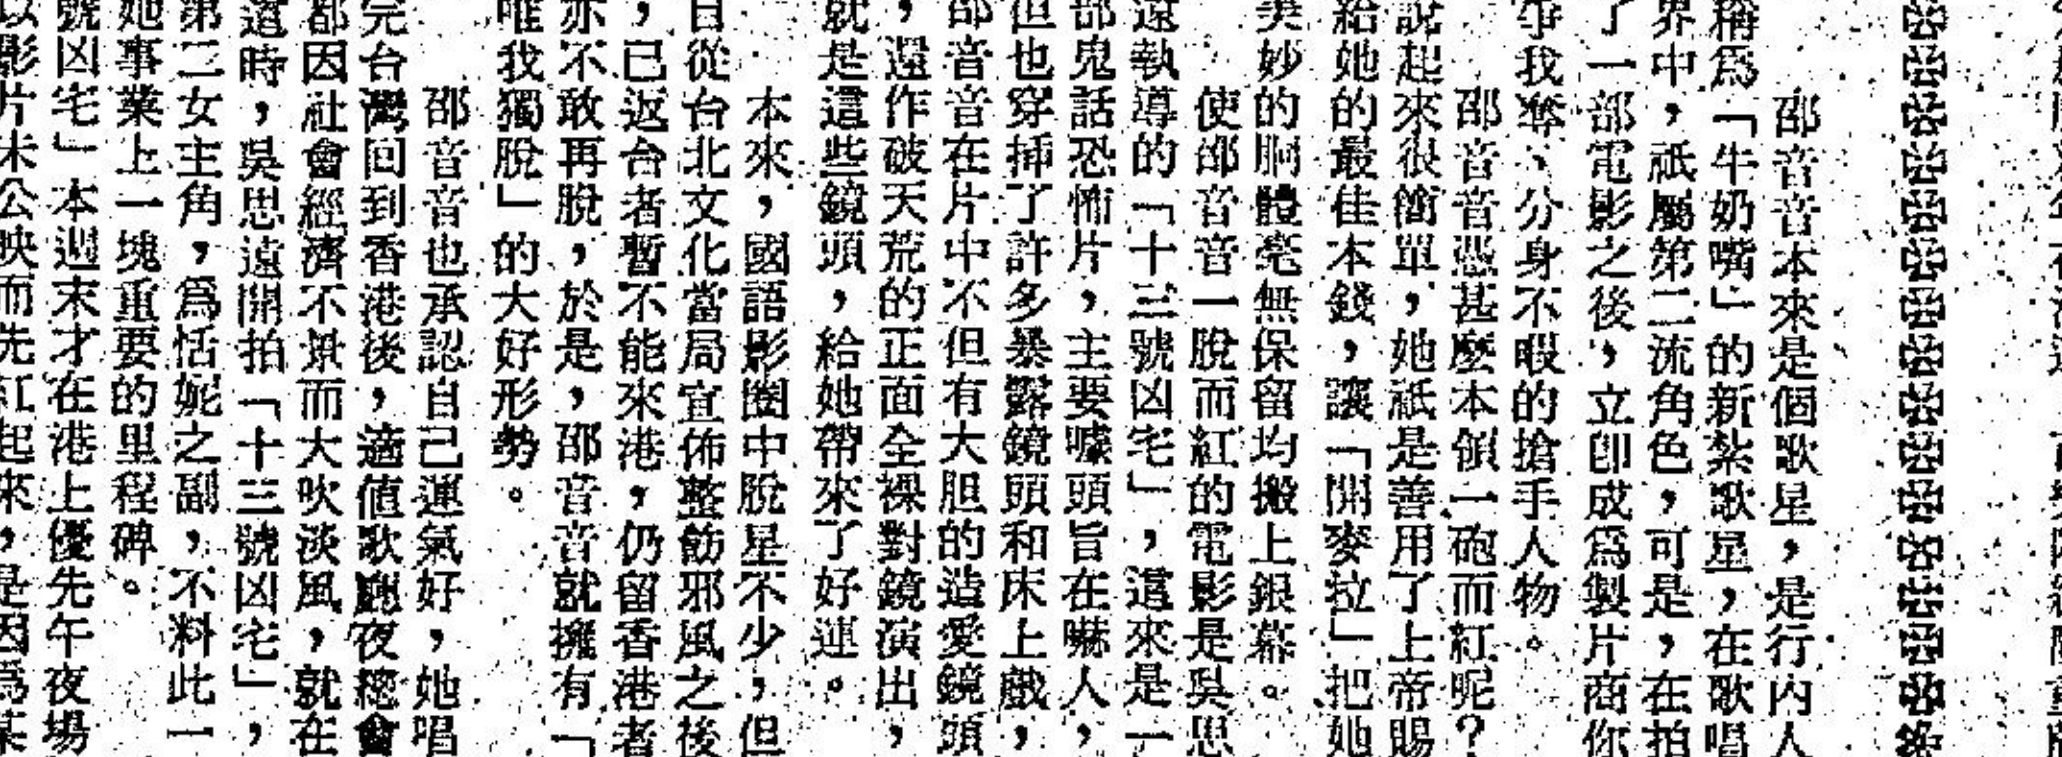 邵音音本來是個歌星，是行內人
稱爲「牛奶嘴」的新紮歌星，在歌唱
界中，祇屬第二流角色，可是，在拍
了一部電影之後，立即成爲製片商你
爭我奪、分身不暇的搶手人物。
邵音音憑甚麼本領一砲而紅呢？
說起來很簡單，她祇是善用了上帝賜
給她的最佳本錢，讓「開麥拉」把她
美妙的胴體毫無保留均搬上銀幕。
使邵音音一脫而紅的電影是吳思
遠執導的「十三號凶宅」，這來是一
部鬼話恐怖片，主要噱頭旨在嚇人，
但也穿揷了許多暴露鏡頭和床上戲，
邵音音在片中不但有大胆的造愛鏡頭
，還作破天荒的正面全裸對鏡演出，
就是這些鏡頭，給她帶來了好運。
本來，國語影圈中脫星不少，但
自從台北文化當局宣佈整飭邪風之後
，已返台者暫不能來港，仍留香港者
亦不敢再脫，於是，邵音音就擁有「
唯我獨脫」的大好形勢。
邵音音也承認自己運氣好，她唱
完台灣回到香港後，適值歌廳夜總會
都因社會經濟不景而大吹淡風，就在
這時，吳思遠開拍「十三號凶宅」，
第二女主角，爲恬妮之副，不料此一
她事業上一塊重要的里程碑。
號凶宅」本週末才在港上優先午夜場
以影片未公映而先紅起來，是因爲某